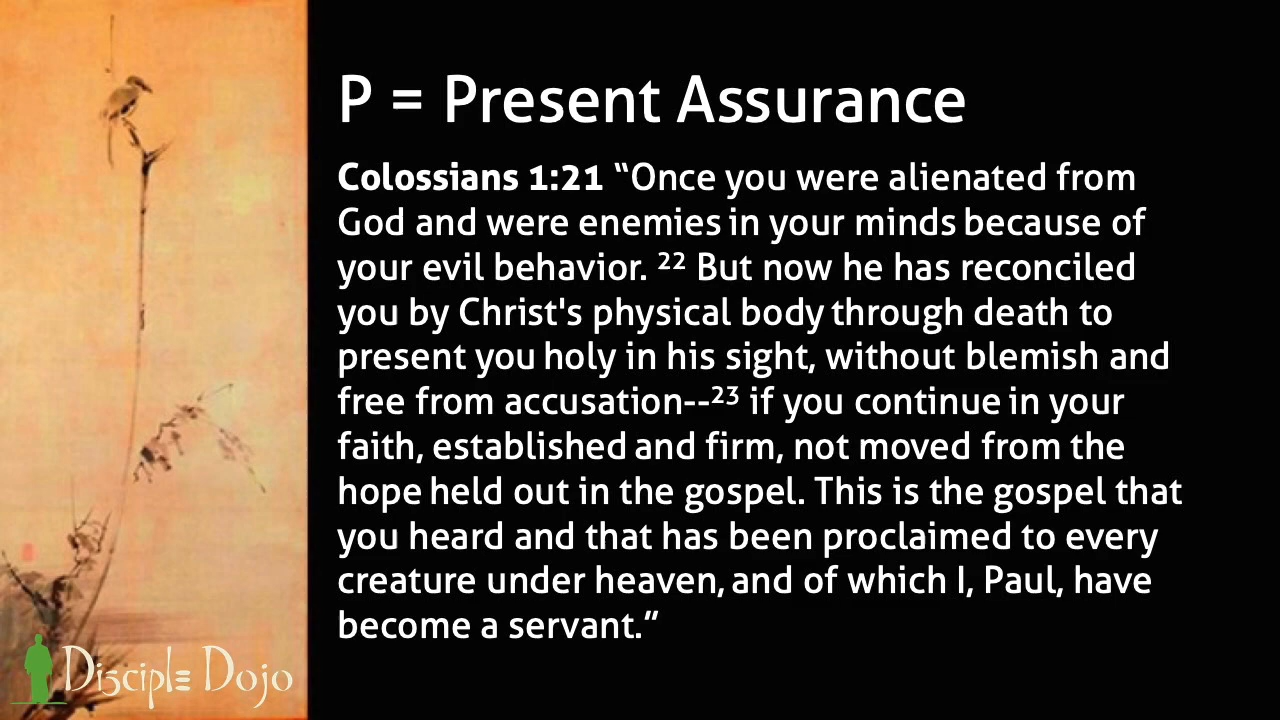 P = Present Assurance
Colossians 1:21 “Once you were alienated from
God and were enemies in your minds because of
your evil behavior. ²² But now he has reconciled
you by Christ's physical body through death to
present you holy in his sight, without blemish and
free from accusation--²³ if you continue in your
faith, established and firm, not moved from the
hope held out in the gospel. This is the gospel that
you heard and that has been proclaimed to every
creature under heaven, and of which I, Paul, have
become a servant.”
Disciple Dojo